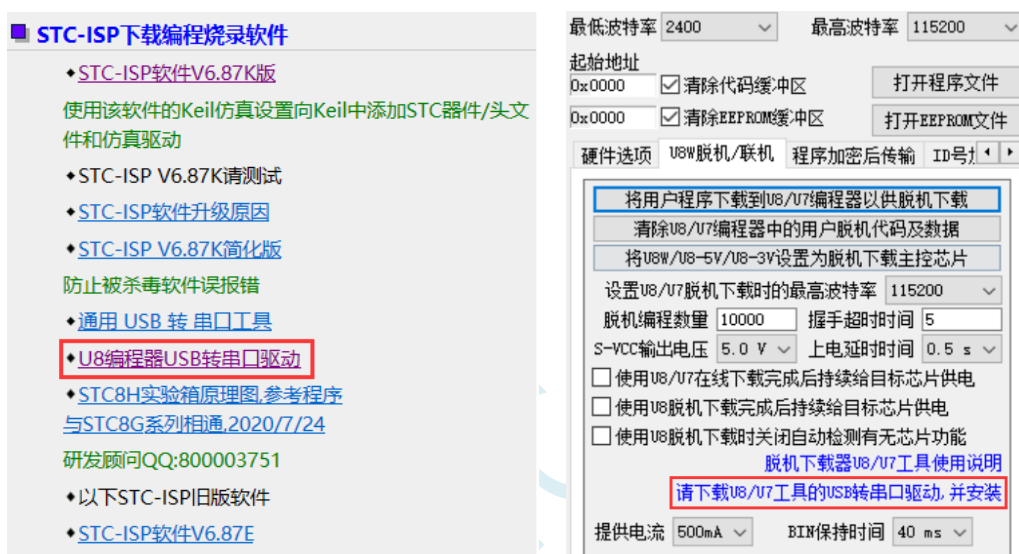 STC-ISP下载编程烧录软件
◆STC-ISP软件V6.87K版
使用该软件的Keil仿真设置向Keil中添加STC器件/头文
件和仿真驱动
◆STC-ISP V6.87K请测试
◆STC-ISP软件升级原因
◆STC-ISP V6.87K简化版
防止被杀毒软件误报错
◆通用 USB 转 串口工具
◆U8编程器USB转串口驱动
◆STC8H实验箱原理图,参考程序
与STC8G系列相通,2020/7/24
研发顾问QQ:800003751
◆以下STC-ISP旧版软件
◆STC-ISP软件V6.87E
最低波特率 2400 最高波特率 115200
起始地址
0x0000 清除代码缓冲区 打开程序文件
0x0000 清除EEPROM缓冲区 打开EEPROM文件
硬件选项 U8W脱机/联机 程序加密后传输 ID号
将用户程序下载到U8/U7编程器以供脱机下载
清除U8/U7编程器中的用户脱机代码及数据
将U8W/U8-5V/U8-3V设置为脱机下载主控芯片
设置U8/U7脱机下载时的最高波特率 115200
脱机编程数量 10000 握手超时时间 5
S-VCC输出电压 5.0 V 上电延时时间 0.5 s
使用U8/U7在线下载完成后持续给目标芯片供电
使用U8脱机下载完成后持续给目标芯片供电
使用U8脱机下载时关闭自动检测有无芯片功能
脱机下载器U8/U7工具使用说明
请下载U8/U7工具的USB转串口驱动,并安装
提供电流 500mA BIN保持时间 40 ms